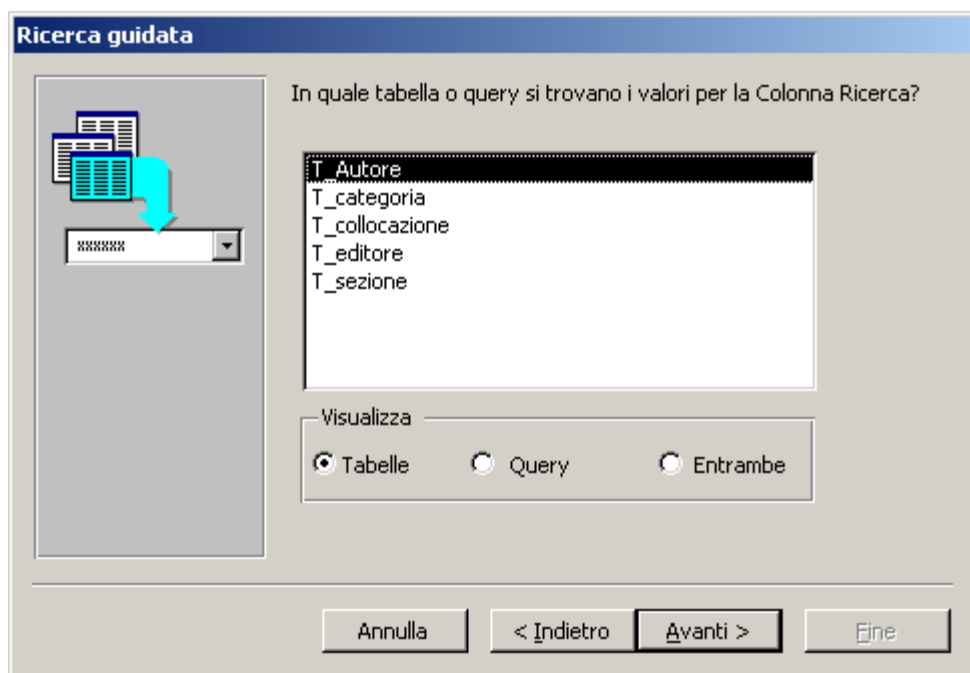 Ricerca guidata
In quale tabella o query si trovano i valori per la Colonna Ricerca?
xxxxxx
T_Autore
T_categoria
T_collocazione
T_editore
T_sezione
Visualizza
Tabelle Query Entrambe
Annulla < Indietro Avanti > Fine